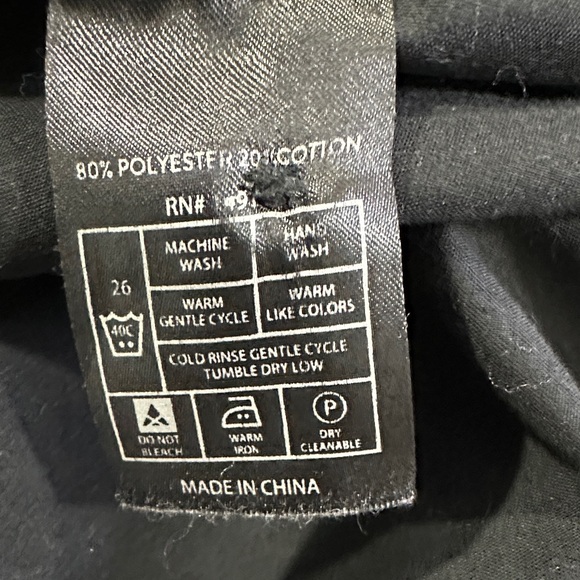 80% POLYESTER 20% COTTON
RN#
MACHINE WASH
HAND WASH
26
40C
WARM GENTLE CYCLE
WARM LIKE COLORS
COLD RINSE GENTLE CYCLE
TUMBLE DRY LOW
DO NOT BLEACH
WARM IRON
P
DRY CLEANABLE
MADE IN CHINA